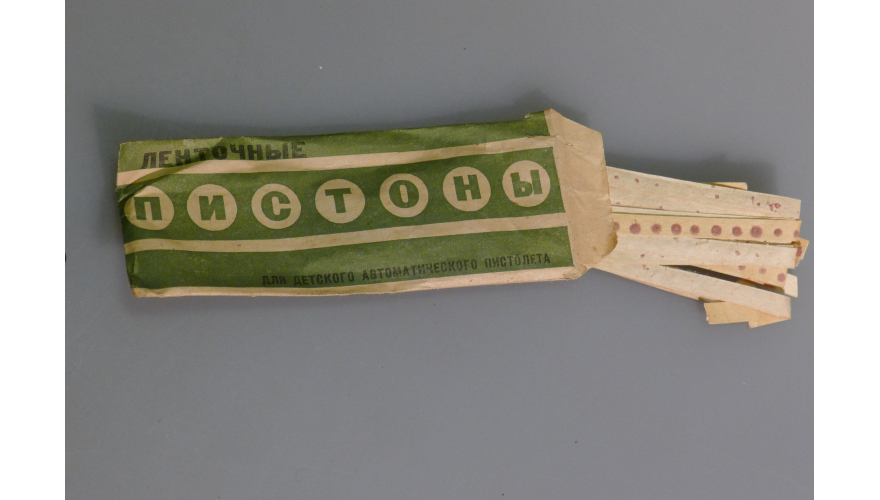 ЛЕНТОЧНЫЕ
ПИСТОНЫ
ДЛЯ ДЕТСКОГО АВТОМАТИЧЕСКОГО ПИСТОЛЕТА